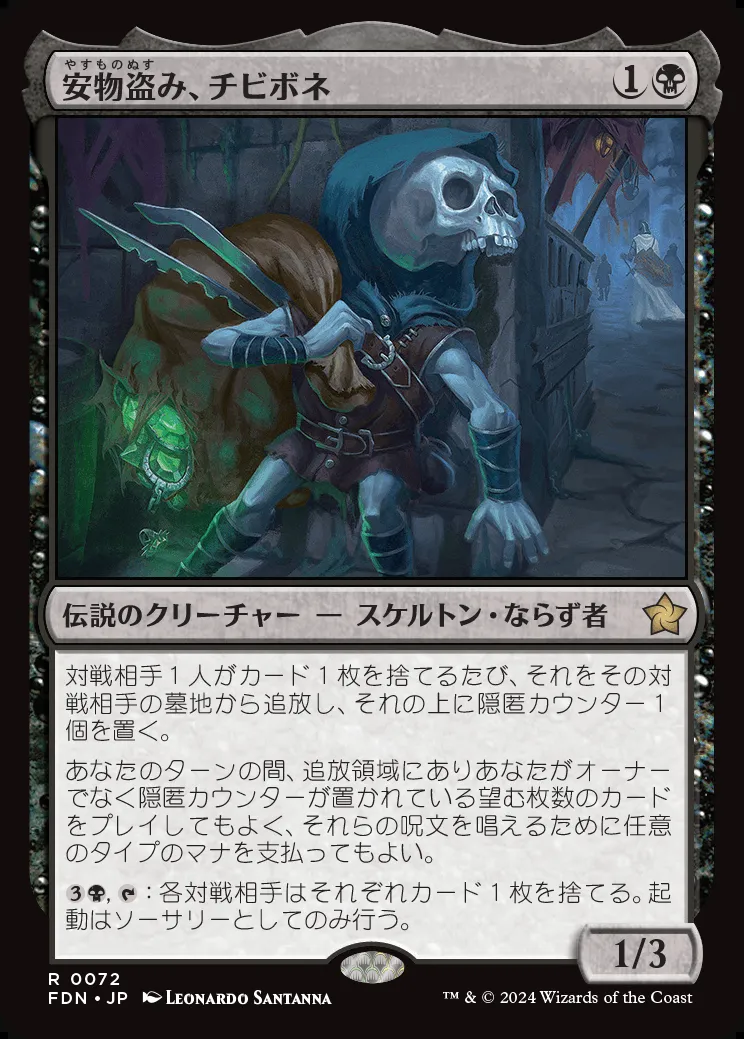 やすものぬす
安物盗み、チビボネ
1
伝説のクリーチャー ― スケルトン・ならず者
対戦相手1人がカード1枚を捨てるたび、それをその対
戦相手の墓地から追放し、それの上に隠匿カウンター1
個を置く。
あなたのターンの間、追放領域にありあなたがオーナー
でなく隠匿カウンターが置かれている望む枚数のカード
をプレイしてもよく、それらの呪文を唱えるために任意
のタイプのマナを支払ってもよい。
3, :各対戦相手はそれぞれカード1枚を捨てる。起
動はソーサリーとしてのみ行う。
1/3
R 0072
FDN • JP Leonardo Santanna
™ & © 2024 Wizards of the Coast